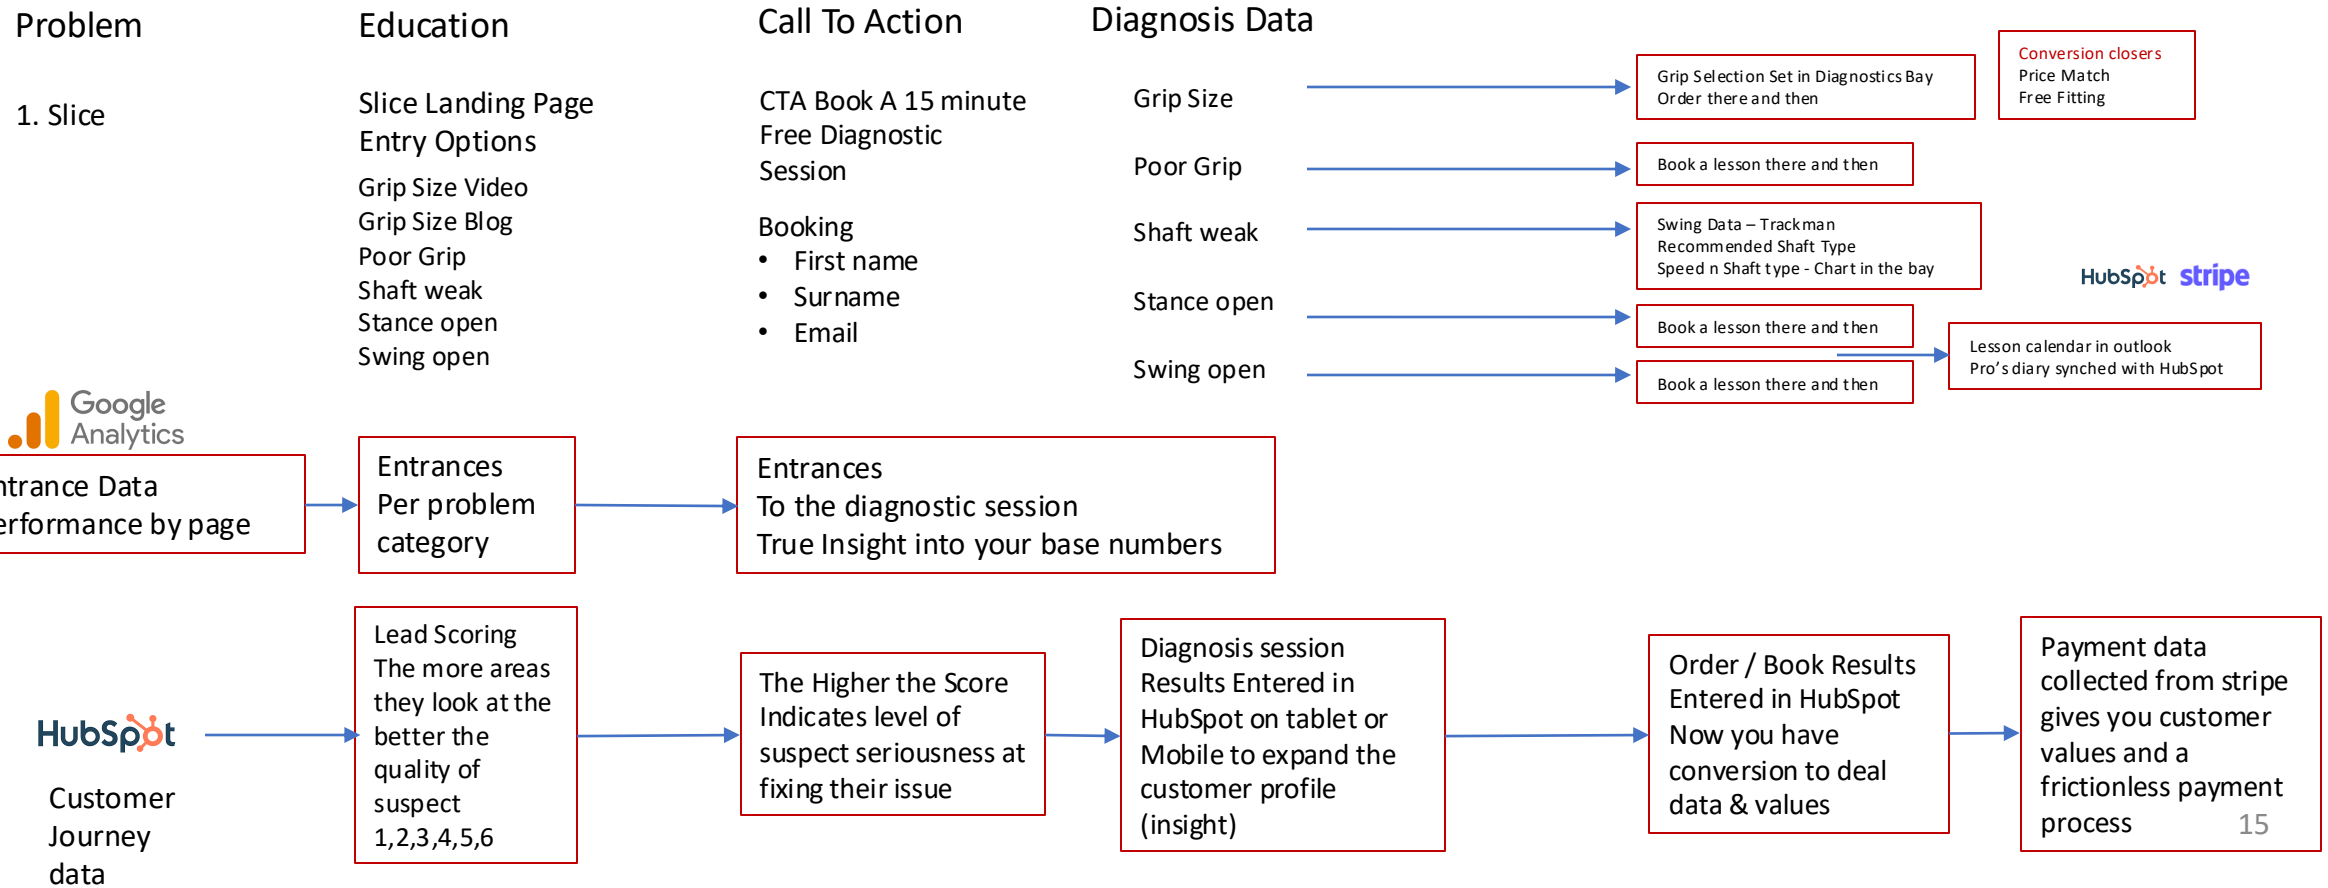 Problem
Education
Call To Action
Diagnosis Data
1. Slice
Slice Landing Page
Entry Options
Grip Size Video
Grip Size Blog
Poor Grip
Shaft weak
Stance open
Swing open
CTA Book A 15 minute
Free Diagnostic
Session
Booking
• First name
• Surname
• Email
Grip Size
Poor Grip
Shaft weak
Stance open
Swing open
Grip Selection Set in Diagnostics Bay
Order there and then
Conversion closers
Price Match
Free Fitting
Book a lesson there and then
Swing Data – Trackman
Recommended Shaft Type
Speed n Shaft type - Chart in the bay
HubSpot stripe
Book a lesson there and then
Book a lesson there and then
Lesson calendar in outlook
Pro's diary synched with HubSpot
Google
Analytics
ntrance Data
erformance by page
Entrances
Per problem
category
Entrances
To the diagnostic session
True Insight into your base numbers
HubSpot
Customer
Journey
data
Lead Scoring
The more areas
they look at the
better the
quality of
suspect
1,2,3,4,5,6
The Higher the Score
Indicates level of
suspect seriousness at
fixing their issue
Diagnosis session
Results Entered in
HubSpot on tablet or
Mobile to expand the
customer profile
(insight)
Order / Book Results
Entered in HubSpot
Now you have
conversion to deal
data & values
Payment data
collected from stripe
gives you customer
values and a
frictionless payment
process
15